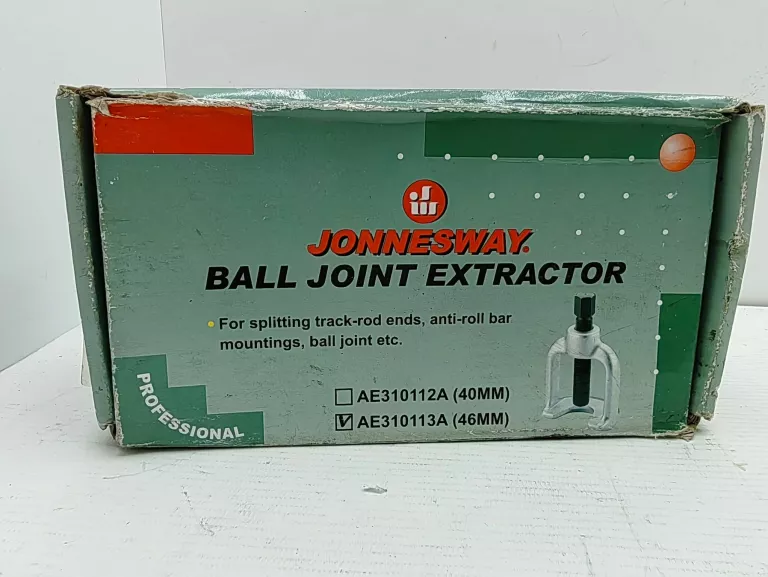 JONNESWAY®
BALL JOINT EXTRACTOR
• For splitting track-rod ends, anti-roll bar
mountings, ball joint etc.
AE310112A (40MM)
AE310113A (46MM)
PROFESSIONAL